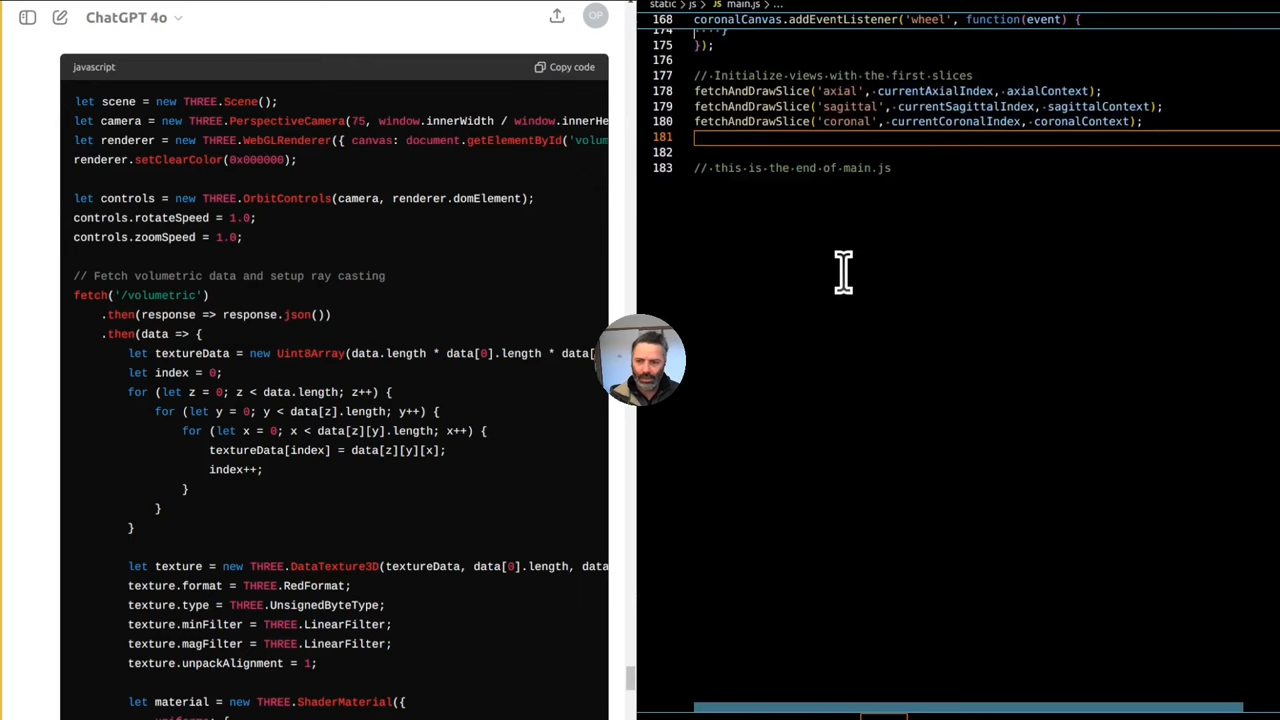 ChatGPT 4o
OP
javascript
Copy code
let scene = new THREE.Scene();
let camera = new THREE.PerspectiveCamera(75, window.innerWidth / window.innerHe
let renderer = new THREE.WebGLRenderer({ canvas: document.getElementById('volum
renderer.setClearColor(0x000000);
let controls = new THREE.OrbitControls(camera, renderer.domElement);
controls.rotateSpeed = 1.0;
controls.zoomSpeed = 1.0;
// Fetch volumetric data and setup ray casting
fetch('/volumetric')
.then(response => response.json())
.then(data => {
let textureData = new Uint8Array(data.length * data[0].length * data[
let index = 0;
for (let z = 0; z < data.length; z++) {
for (let y = 0; y < data[z].length; y++) {
for (let x = 0; x < data[z][y].length; x++) {
textureData[index] = data[z][y][x];
index++;
}
}
}
let texture = new THREE.DataTexture3D(textureData, data[0].length, data
texture.format = THREE.RedFormat;
texture.type = THREE.UnsignedByteType;
texture.minFilter = THREE.LinearFilter;
texture.magFilter = THREE.LinearFilter;
texture.unpackAlignment = 1;
let material = new THREE.ShaderMaterial({
static > js > main.js > ...
168 coronalCanvas.addEventListener('wheel', function(event) {
174 }
175 });
176
177 // Initialize views with the first slices
178 fetchAndDrawSlice('axial', currentAxialIndex, axialContext);
179 fetchAndDrawSlice('sagittal', currentSagittalIndex, sagittalContext);
180 fetchAndDrawSlice('coronal', currentCoronalIndex, coronalContext);
181
182
183 // this is the end of main.js